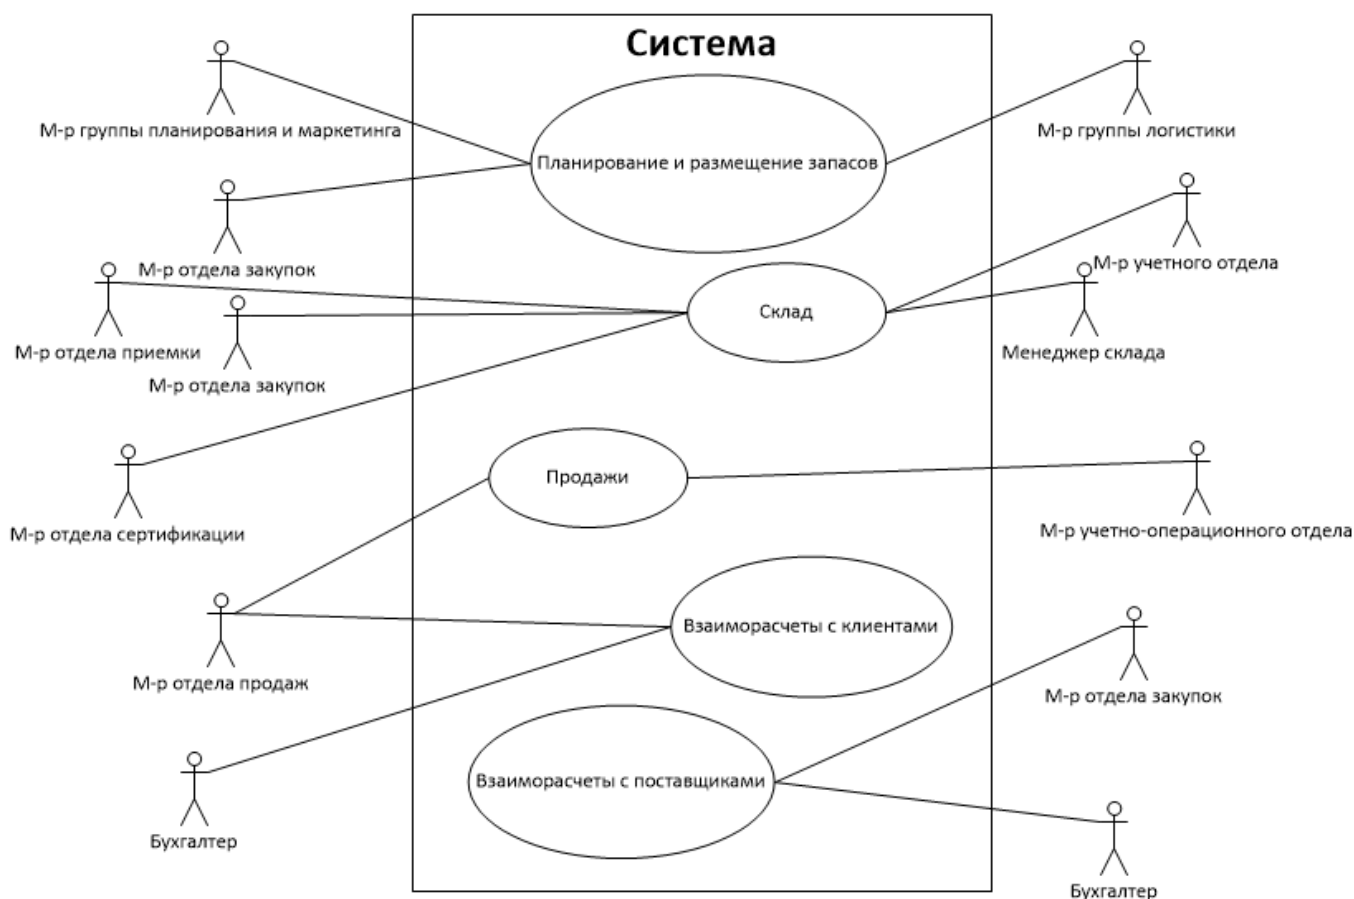 Система
М-р группы планирования и маркетинга
М-р группы логистики
Планирование и размещение запасов
М-р отдела закупок
М-р учетного отдела
Склад
М-р отдела приемки
Менеджер склада
М-р отдела закупок
Продажи
М-р отдела сертификации
М-р учетно-операционного отдела
Взаиморасчеты с клиентами
М-р отдела продаж
М-р отдела закупок
Взаиморасчеты с поставщиками
Бухгалтер
Бухгалтер